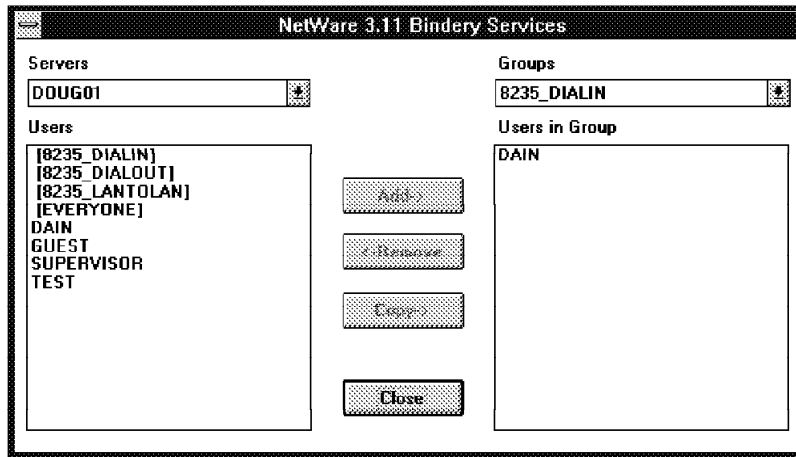 NetWare 3.11 Bindery Services
Servers
DOUG01
Users
[8235_DIALIN]
[8235_DIALOUT]
[8235_LANTOLAN]
[EVERYONE]
DAIN
GUEST
SUPERVISOR
TEST
Add->
<-Remove
Copy->
Close
Groups
8235_DIALIN
Users in Group
DAIN